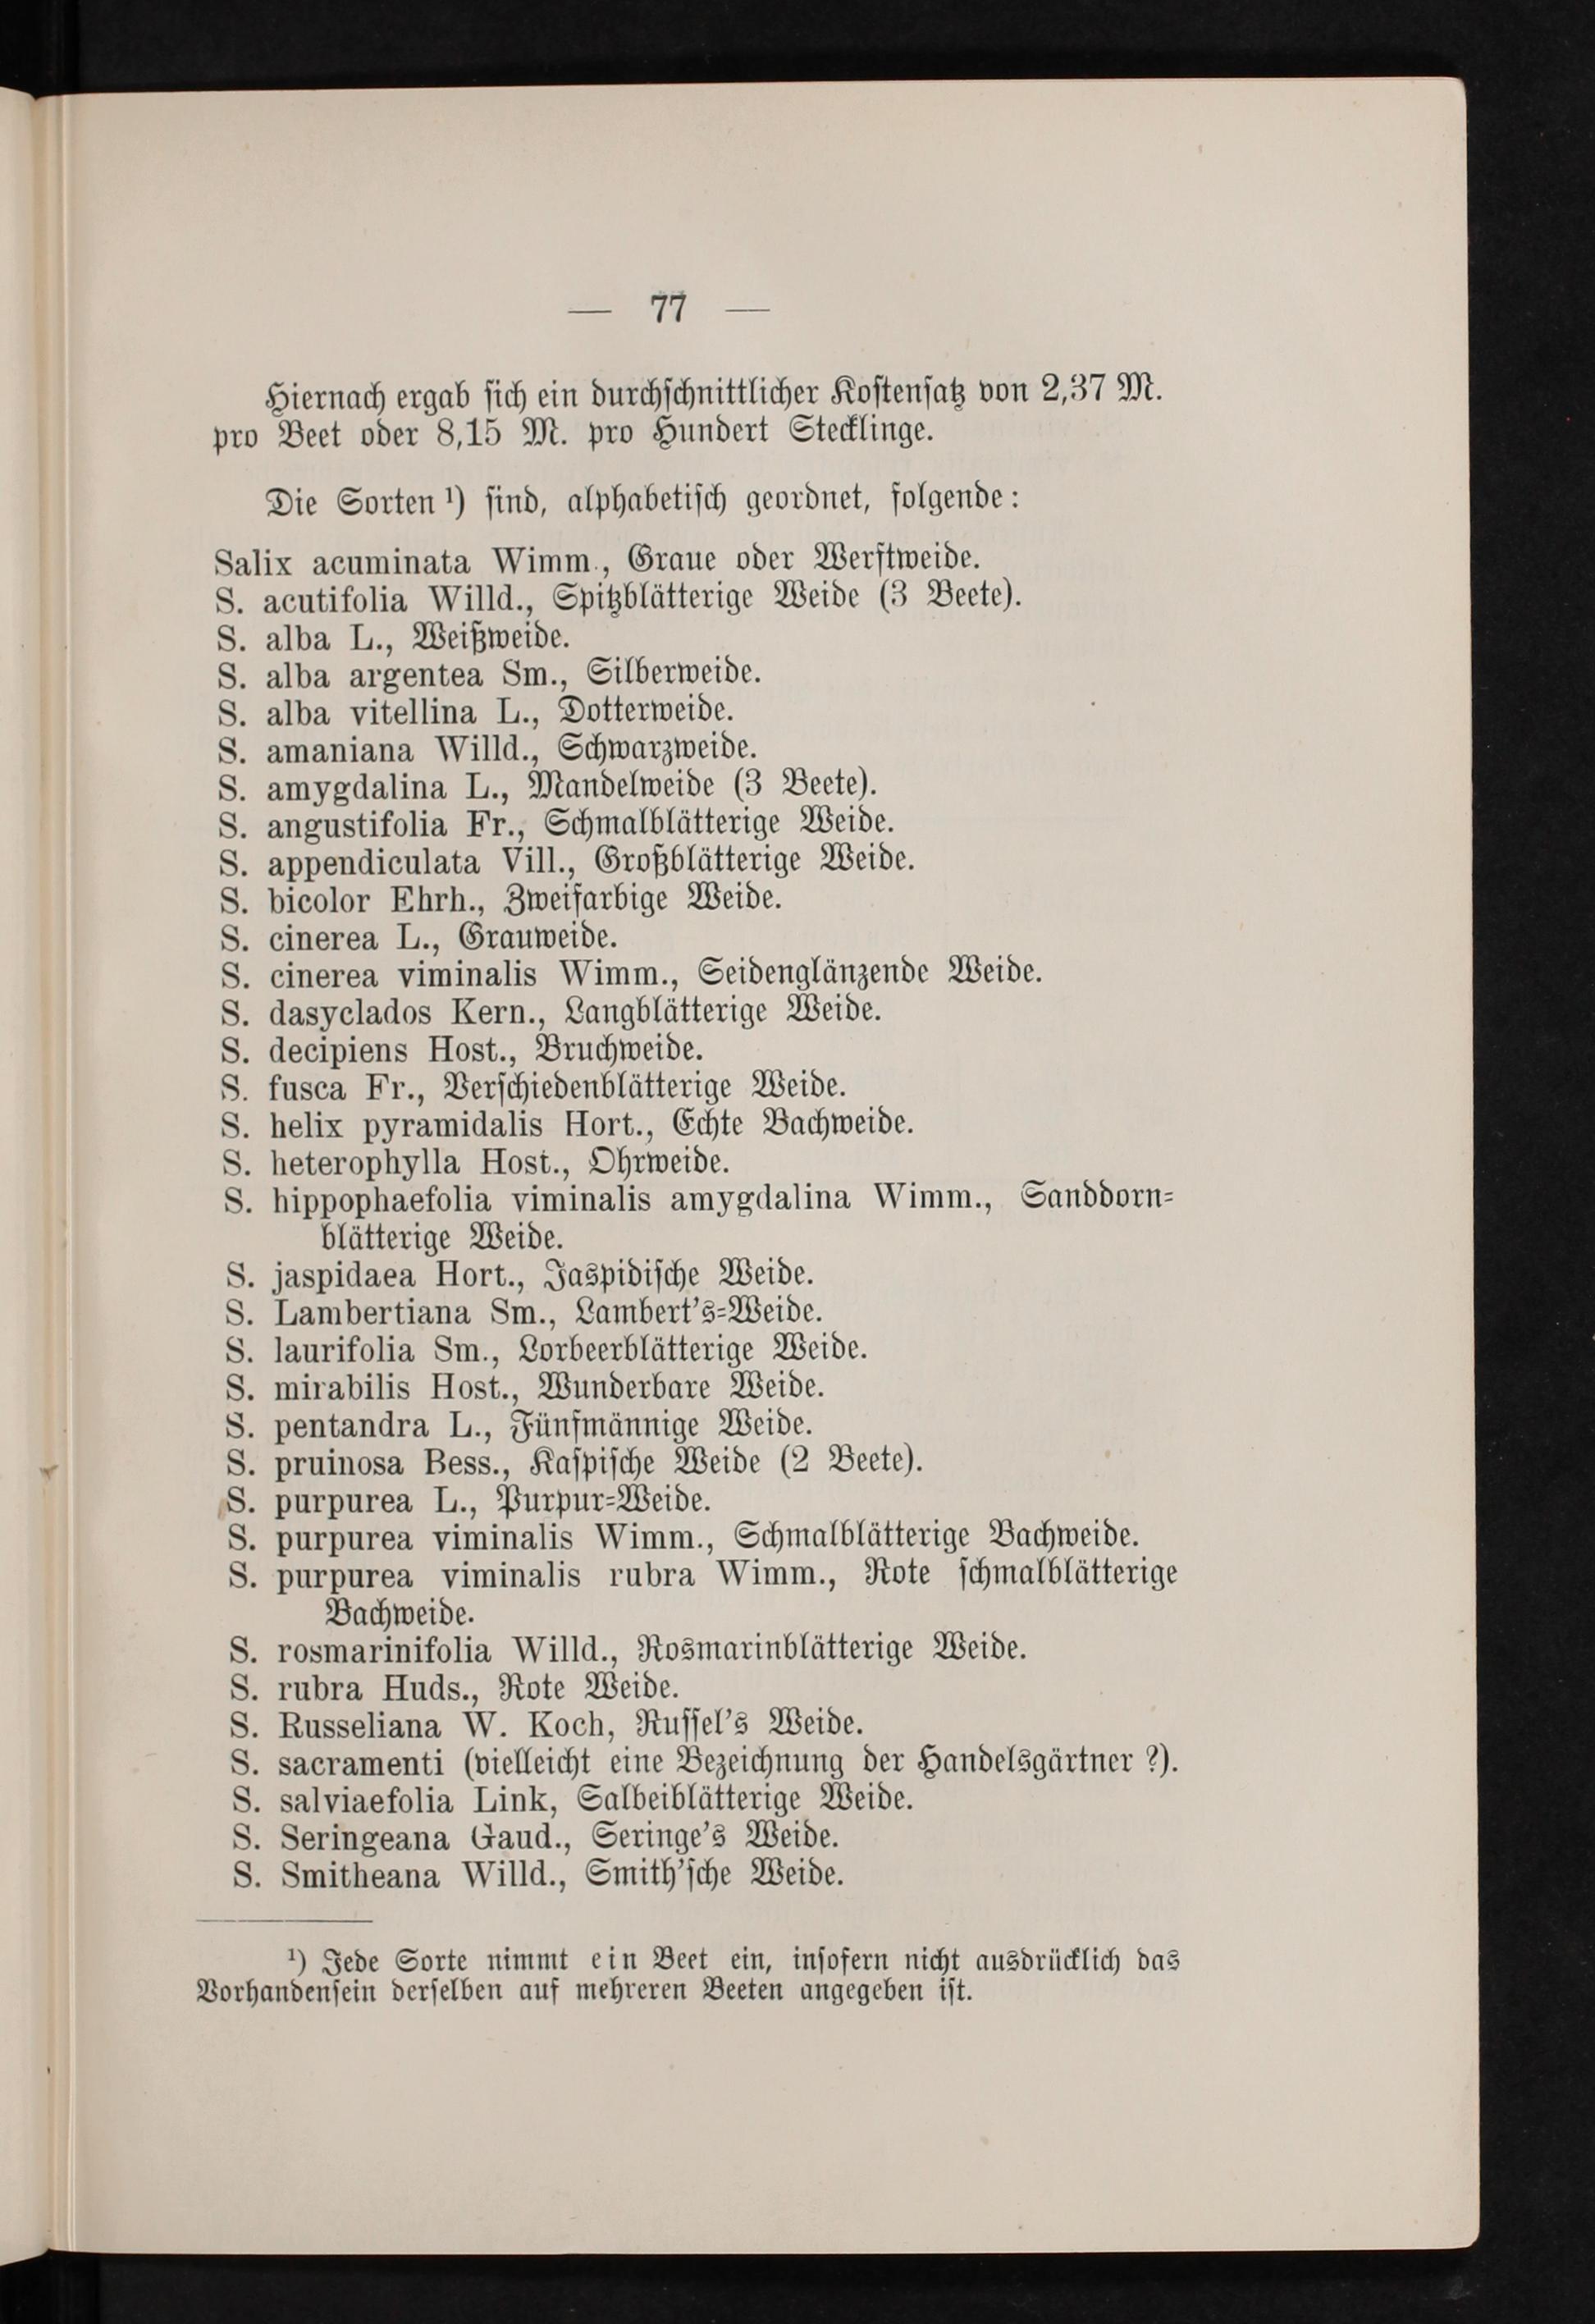 — 77 —
Hiernach ergab sich ein durchschnittlicher Kostensatz von 2,37 M.
pro Beet oder 8,15 M. pro Hundert Stecklinge.
Die Sorten ¹) sind, alphabetisch geordnet, folgende:
Salix acuminata Wimm., Graue oder Werftweide.
S. acutifolia Willd., Spitzblätterige Weide (3 Beete).
S. alba L., Weißweide.
S. alba argentea Sm., Silberweide.
S. alba vitellina L., Dotterweide.
S. amaniana Willd., Schwarzweide.
S. amygdalina L., Mandelweide (3 Beete).
S. angustifolia Fr., Schmalblätterige Weide.
S. appendiculata Vill., Großblätterige Weide.
S. bicolor Ehrh., Zweifarbige Weide.
S. cinerea L., Grauweide.
S. cinerea viminalis Wimm., Seidenglänzende Weide.
S. dasyclados Kern., Langblätterige Weide.
S. decipiens Host., Bruchweide.
S. fusca Fr., Verschiedenblätterige Weide.
S. helix pyramidalis Hort., Echte Bachweide.
S. heterophylla Host., Ohrweide.
S. hippophaefolia viminalis amygdalina Wimm., Sanddorn-
blätterige Weide.
S. jaspidaea Hort., Jaspidische Weide.
S. Lambertiana Sm., Lambert's-Weide.
S. laurifolia Sm., Lorbeerblätterige Weide.
S. mirabilis Host., Wunderbare Weide.
S. pentandra L., Fünfmännige Weide.
S. pruinosa Bess., Kaspische Weide (2 Beete).
S. purpurea L., Purpur-Weide.
S. purpurea viminalis Wimm., Schmalblätterige Bachweide.
S. purpurea viminalis rubra Wimm., Rote schmalblätterige
Bachweide.
S. rosmarinifolia Willd., Rosmarinblätterige Weide.
S. rubra Huds., Rote Weide.
S. Russeliana W. Koch, Russel's Weide.
S. sacramenti (vielleicht eine Bezeichnung der Handelsgärtner ?).
S. salviaefolia Link, Salbeiblätterige Weide.
S. Seringeana Gaud., Seringe's Weide.
S. Smitheana Willd., Smith'sche Weide.
¹) Jede Sorte nimmt ein Beet ein, insofern nicht ausdrücklich das
Vorhandensein derselben auf mehreren Beeten angegeben ist.